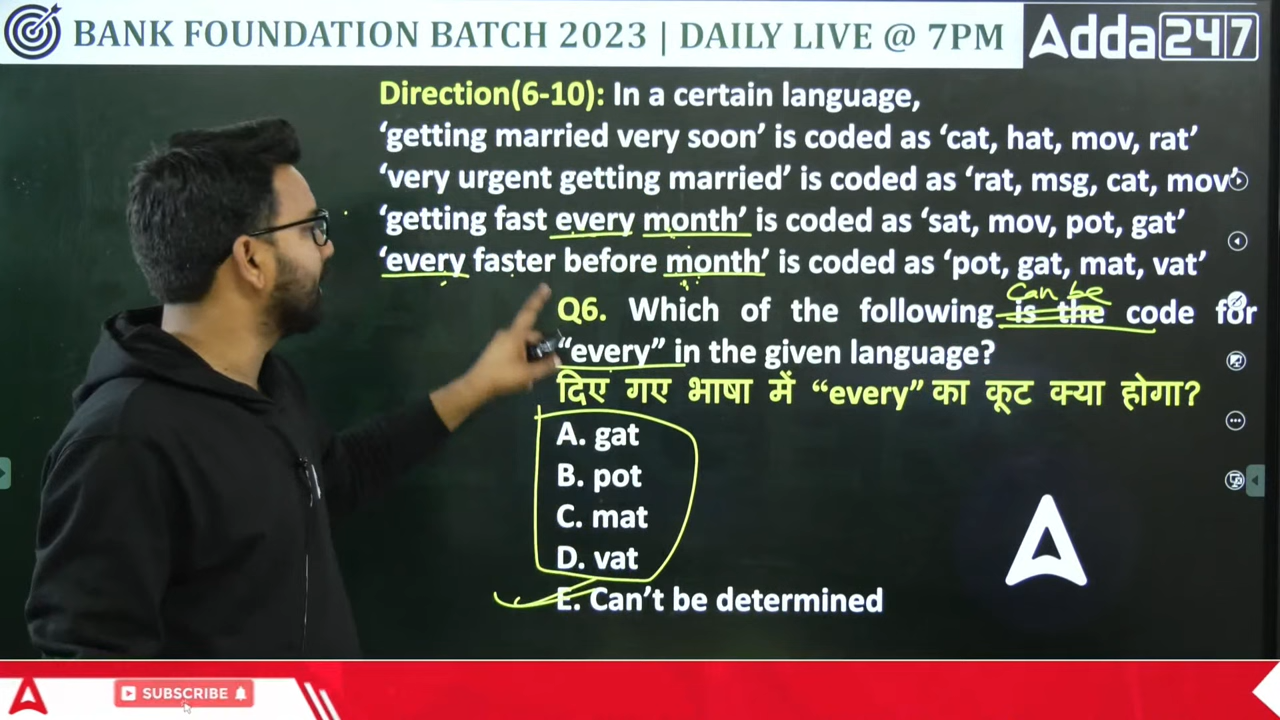 BANK FOUNDATION BATCH 2023 | DAILY LIVE @ 7PM
Adda 247
Direction(6-10): In a certain language,
‘getting married very soon’ is coded as ‘cat, hat, mov, rat’
‘very urgent getting married’ is coded as ‘rat, msg, cat, mov’
‘getting fast every month’ is coded as ‘sat, mov, pot, gat’
‘every faster before month’ is coded as ‘pot, gat, mat, vat’
Can be
Q6. Which of the following is the code for
“every” in the given language?
दिए गए भाषा में “every” का कूट क्या होगा?
A. gat
B. pot
C. mat
D. vat
E. Can’t be determined
SUBSCRIBE